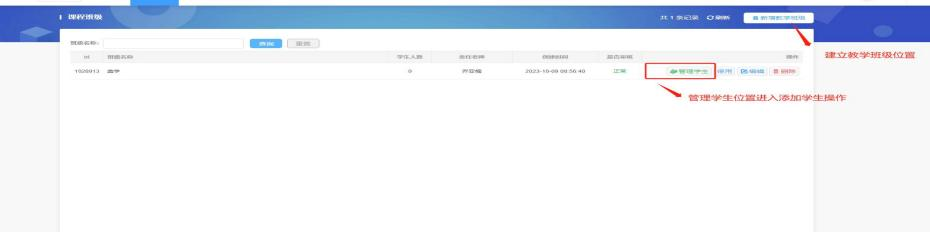 课程班级 共 1 条记录 刷新 新增教学班级
班级名称: 查询 重置
建立教学班级位置
id 班级名称 学生人数 责任老师 创建时间 是否审核 操作
1528913 0 2023-10-09 08:56:40 正常 管理学生 停用 编辑 删除
管理学生位置进入添加学生操作